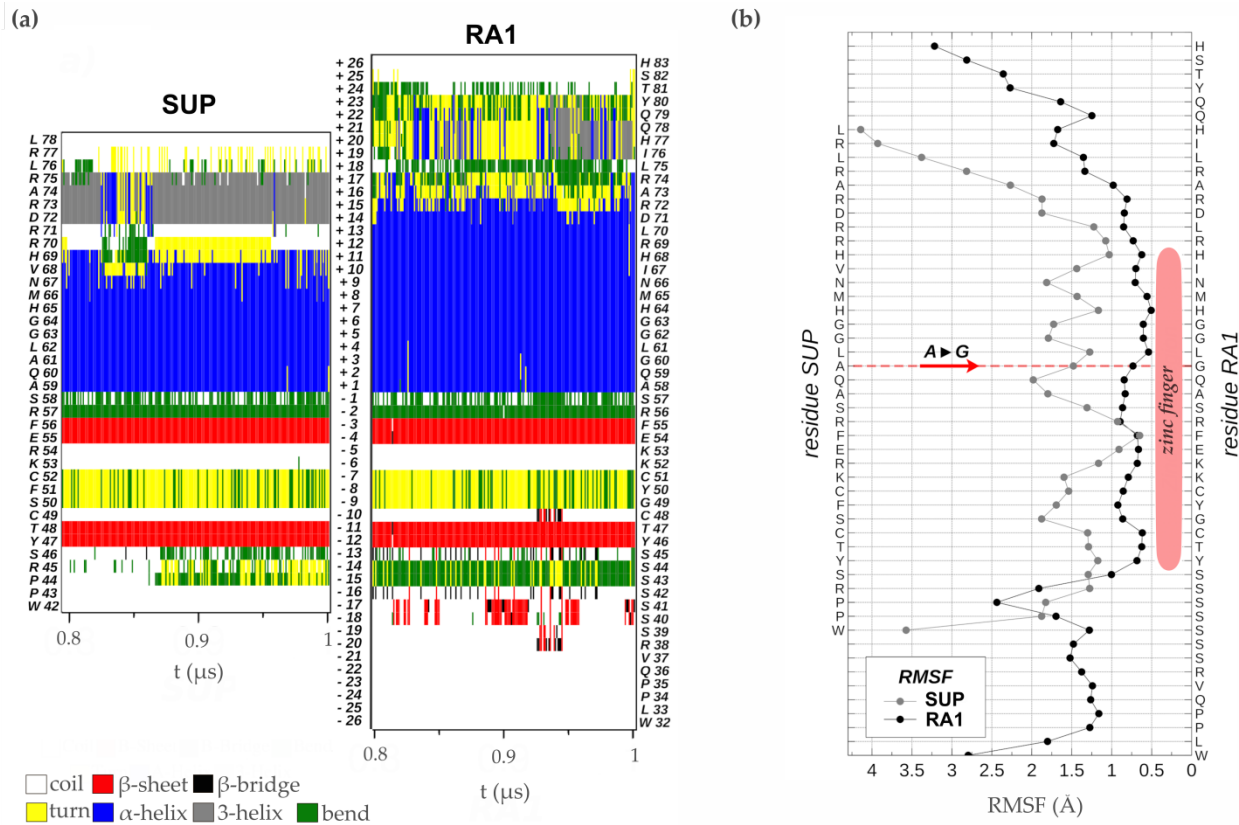 (a)
SUP
RA1
L 78
R 77
L 76
R 75
A 74
R 73
D 72
R 71
R 70
H 69
V 68
N 67
M 66
H 65
G 64
G 63
L 62
A 61
Q 60
A 59
S 58
R 57
F 56
E 55
R 54
K 53
C 52
F 51
S 50
C 49
T 48
Y 47
S 46
R 45
P 44
P 43
W 42
+ 26
+ 25
+ 24
+ 23
+ 22
+ 21
+ 20
+ 19
+ 18
+ 17
+ 16
+ 15
+ 14
+ 13
+ 12
+ 11
+ 10
+ 9
+ 8
+ 7
+ 6
+ 5
+ 4
+ 3
+ 2
+ 1
- 1
- 2
- 3
- 4
- 5
- 6
- 7
- 8
- 9
- 10
- 11
- 12
- 13
- 14
- 15
- 16
- 17
- 18
- 19
- 20
- 21
- 22
- 23
- 24
- 25
- 26
H 83
S 82
T 81
Y 80
Q 79
Q 78
H 77
I 76
L 75
R 74
A 73
R 72
D 71
L 70
R 69
H 68
I 67
N 66
M 65
H 64
G 63
G 62
L 61
G 60
Q 59
A 58
S 57
R 56
F 55
E 54
K 53
K 52
C 51
Y 50
G 49
C 48
T 47
Y 46
S 45
S 44
S 43
S 42
S 41
S 40
S 39
R 38
V 37
Q 36
P 35
P 34
L 33
W 32
0.8 0.9 1
t (µs)
0.8 0.9 1
t (µs)
coil β-sheet β-bridge
turn α-helix 3-helix bend
(b)
residue SUP
L
R
L
R
A
R
D
R
R
H
V
N
M
H
G
G
L
A
Q
A
S
R
F
E
R
K
C
F
S
C
T
Y
S
R
P
P
W
A ► G
zinc finger
H
S
T
Y
Q
Q
H
I
L
R
A
R
D
L
R
H
I
N
M
H
G
G
L
G
Q
A
S
R
F
E
K
K
C
Y
G
C
T
Y
S
S
S
S
S
S
S
R
V
Q
P
P
L
W
residue RA1
RMSF
SUP
RA1
4 3.5 3 2.5 2 1.5 1 0.5 0
RMSF (Å)